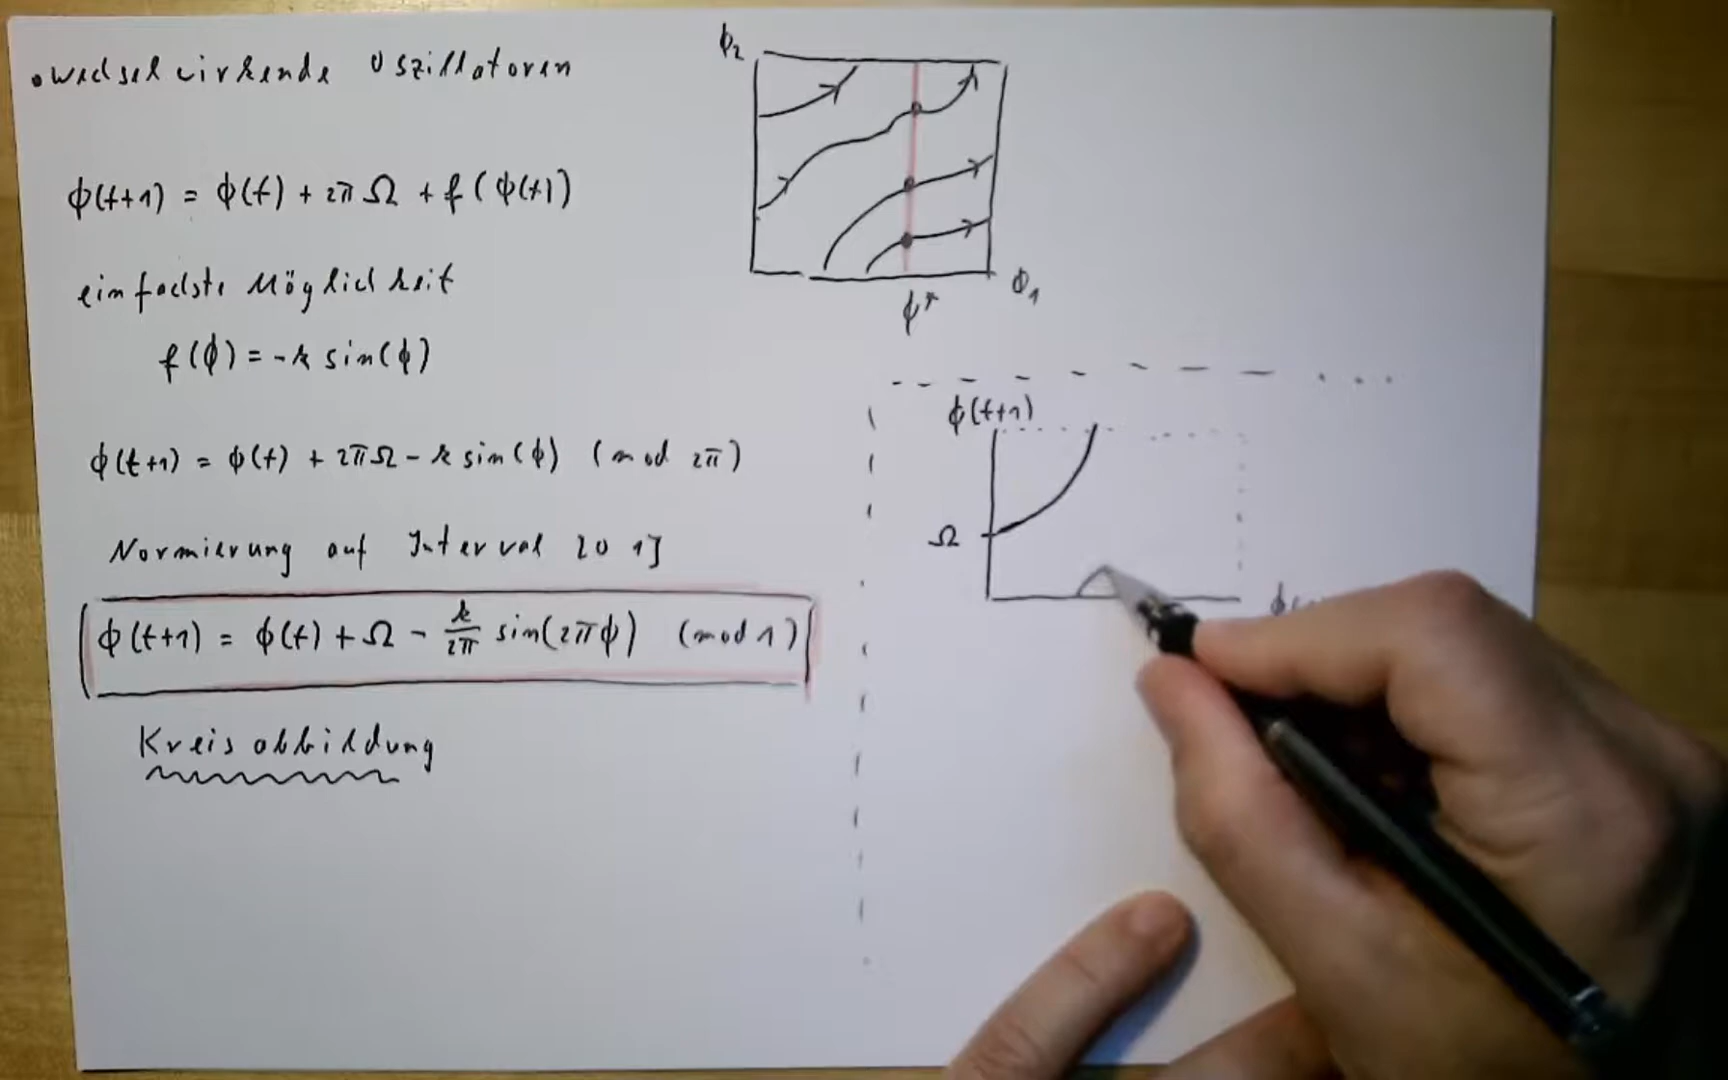 • wechselwirkende Oszillatoren
ϕ(t+1) = ϕ(t) + 2π Ω + f(ϕ(t))
einfachste Möglichkeit
f(ϕ) = -k sin(ϕ)
ϕ(t+1) = ϕ(t) + 2πΩ - k sin(ϕ) (mod 2π)
Normierung auf Interval [0 1]
ϕ(t+1) = ϕ(t) + Ω - k/2π sin(2πϕ) (mod 1)
Kreisabbildung
ϕ₂
ϕ*
ϕ₁
ϕ(t+1)
Ω